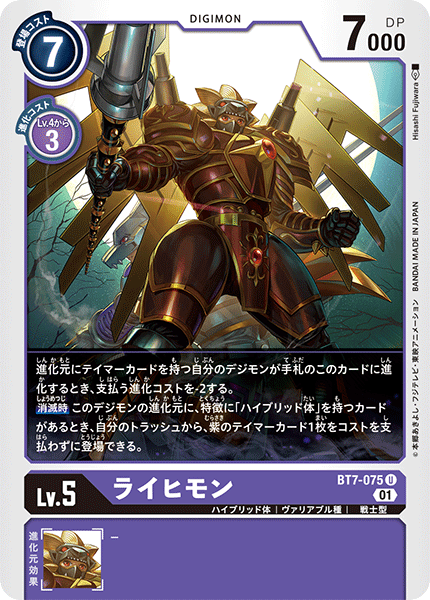 登場コスト
7
DIGIMON
7000
DP
進化コスト
Lv.4から
3
Hisashi Fujiwara
© 本郷あきよし・フジテレビ・東映アニメーション BANDAI MADE IN JAPAN
進化元にテイマーカードを持つ自分のデジモンが手札のこのカードに進
化するとき、支払う進化コストを-2する。
消滅時 このデジモンの進化元に、特徴に「ハイブリッド体」を持つカード
があるとき、自分のトラッシュから、紫のテイマーカード1枚をコストを支
払わずに登場できる。
Lv.5
ライヒモン
BT7-075 U
01
ハイブリッド体 | ヴァリアブル種 | 戦士型
進化元効果
–